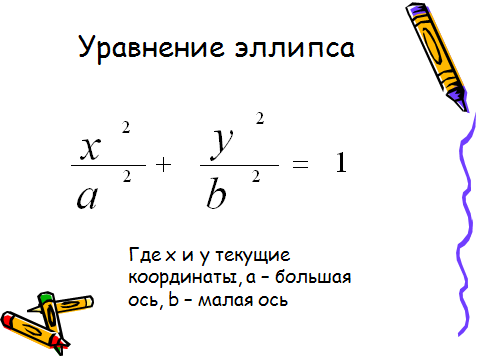 Уравнение эллипса
x² / a² + y² / b² = 1
Где x и y текущие
координаты, a – большая
ось, b – малая ось